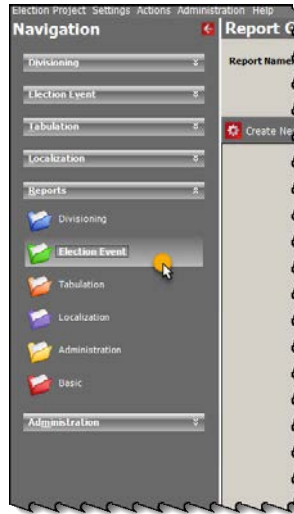 Election Project Settings Actions Administration Help
Navigation
Report
Divisioning
Report Name
Election Event
Tabulation
Create Ne
Localization
Reports
Divisioning
Election Event
Tabulation
Localization
Administration
Basic
Administration